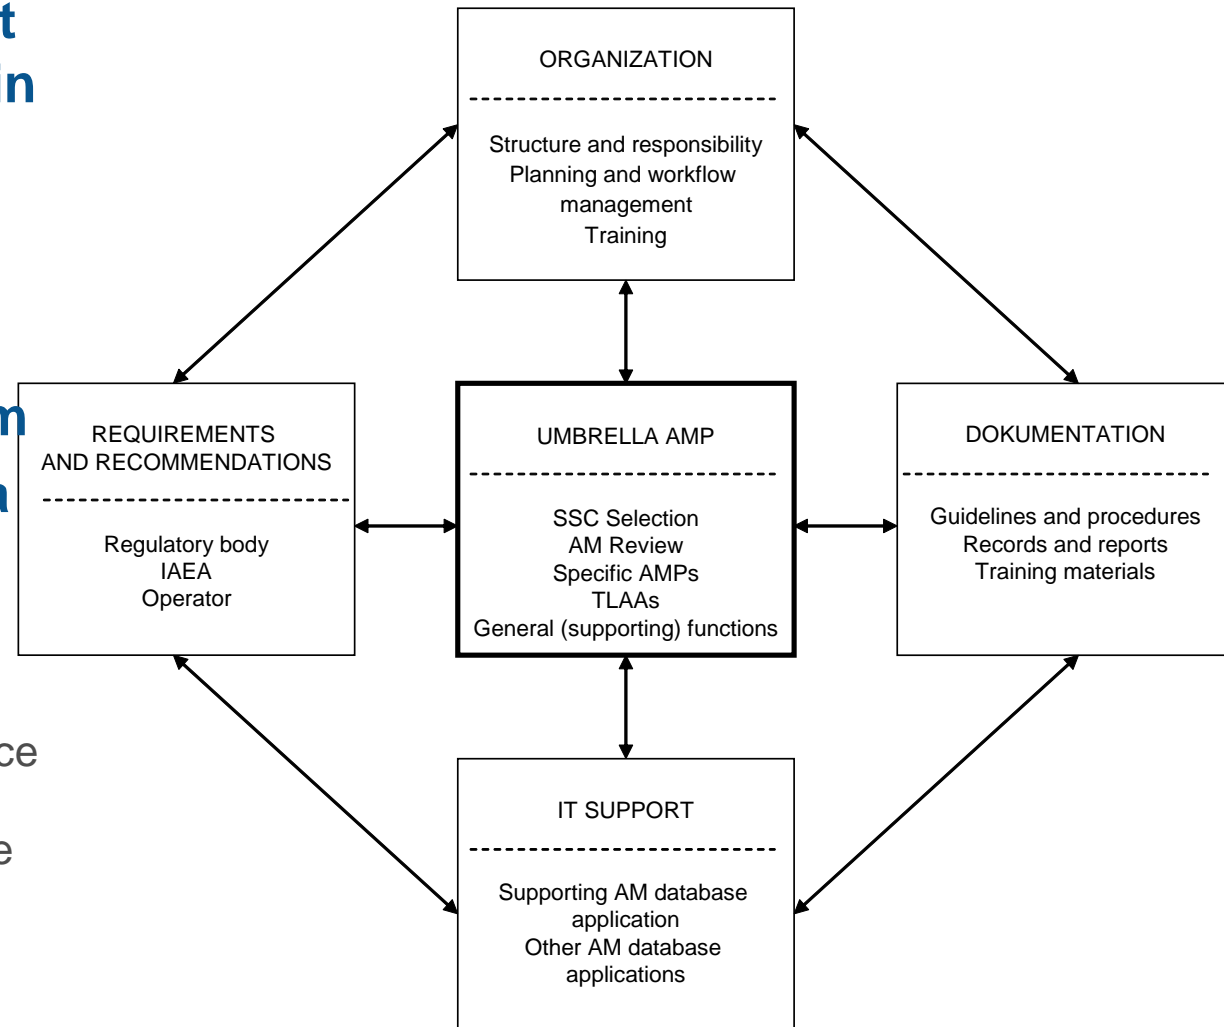 t
in
m
a
ce
e
ORGANIZATION
Structure and responsibility
Planning and workflow
management
Training
REQUIREMENTS
AND RECOMMENDATIONS
Regulatory body
IAEA
Operator
UMBRELLA AMP
SSC Selection
AM Review
Specific AMPs
TLAAs
General (supporting) functions
DOKUMENTATION
Guidelines and procedures
Records and reports
Training materials
IT SUPPORT
Supporting AM database
application
Other AM database
applications